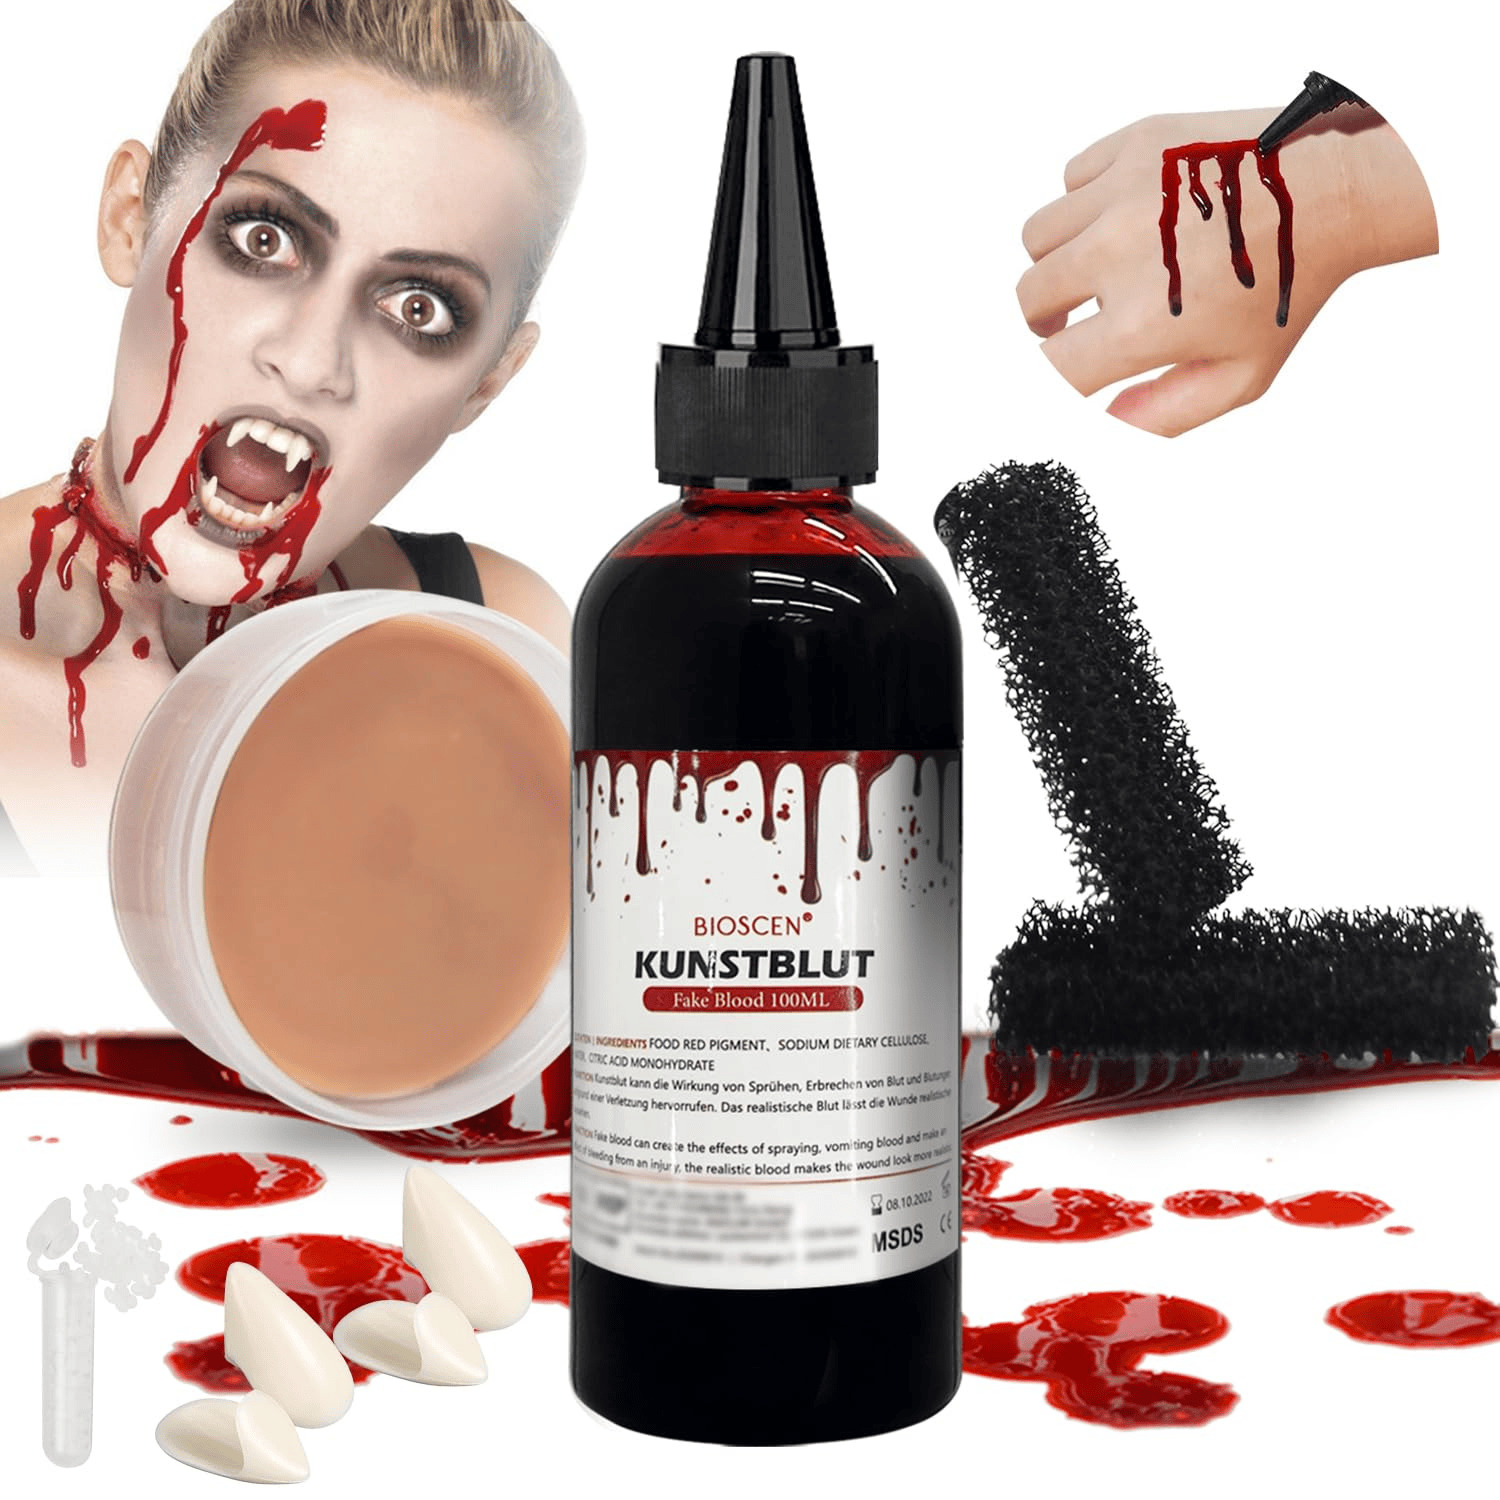 BIOSCEN®
KUNSTBLUT
Fake Blood 100ML
INGREDIENTS FOOD RED PIGMENT、 SODIUM DIETARY CELLULOSE,
CITRIC ACID MONOHYDRATE
Kunstblut kann die Wirkung von Sprühen, Erbrechen von Blut und Blutungen
einer Verletzung hervorrufen. Das realistische Blut lässt die Wunde realistischer
Fake blood can create the effects of spraying, vomiting blood and make an
of bleeding from an injury, the realistic blood makes the wound look more
08.10.2022
MSDS CE